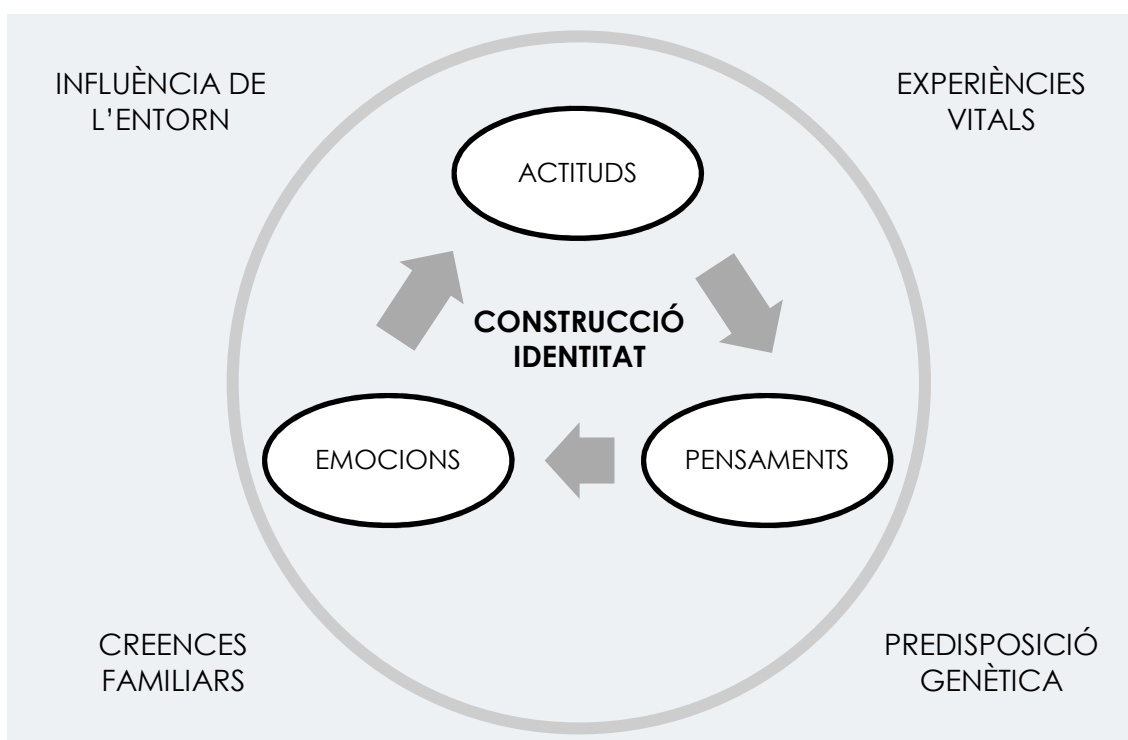 INFLUÈNCIA DE
L’ENTORN
EXPERIÈNCIES
VITALS
ACTITUDS
CONSTRUCCIÓ
IDENTITAT
EMOCIONS
PENSAMENTS
CREENCES
FAMILIARS
PREDISPOSICIÓ
GENÈTICA